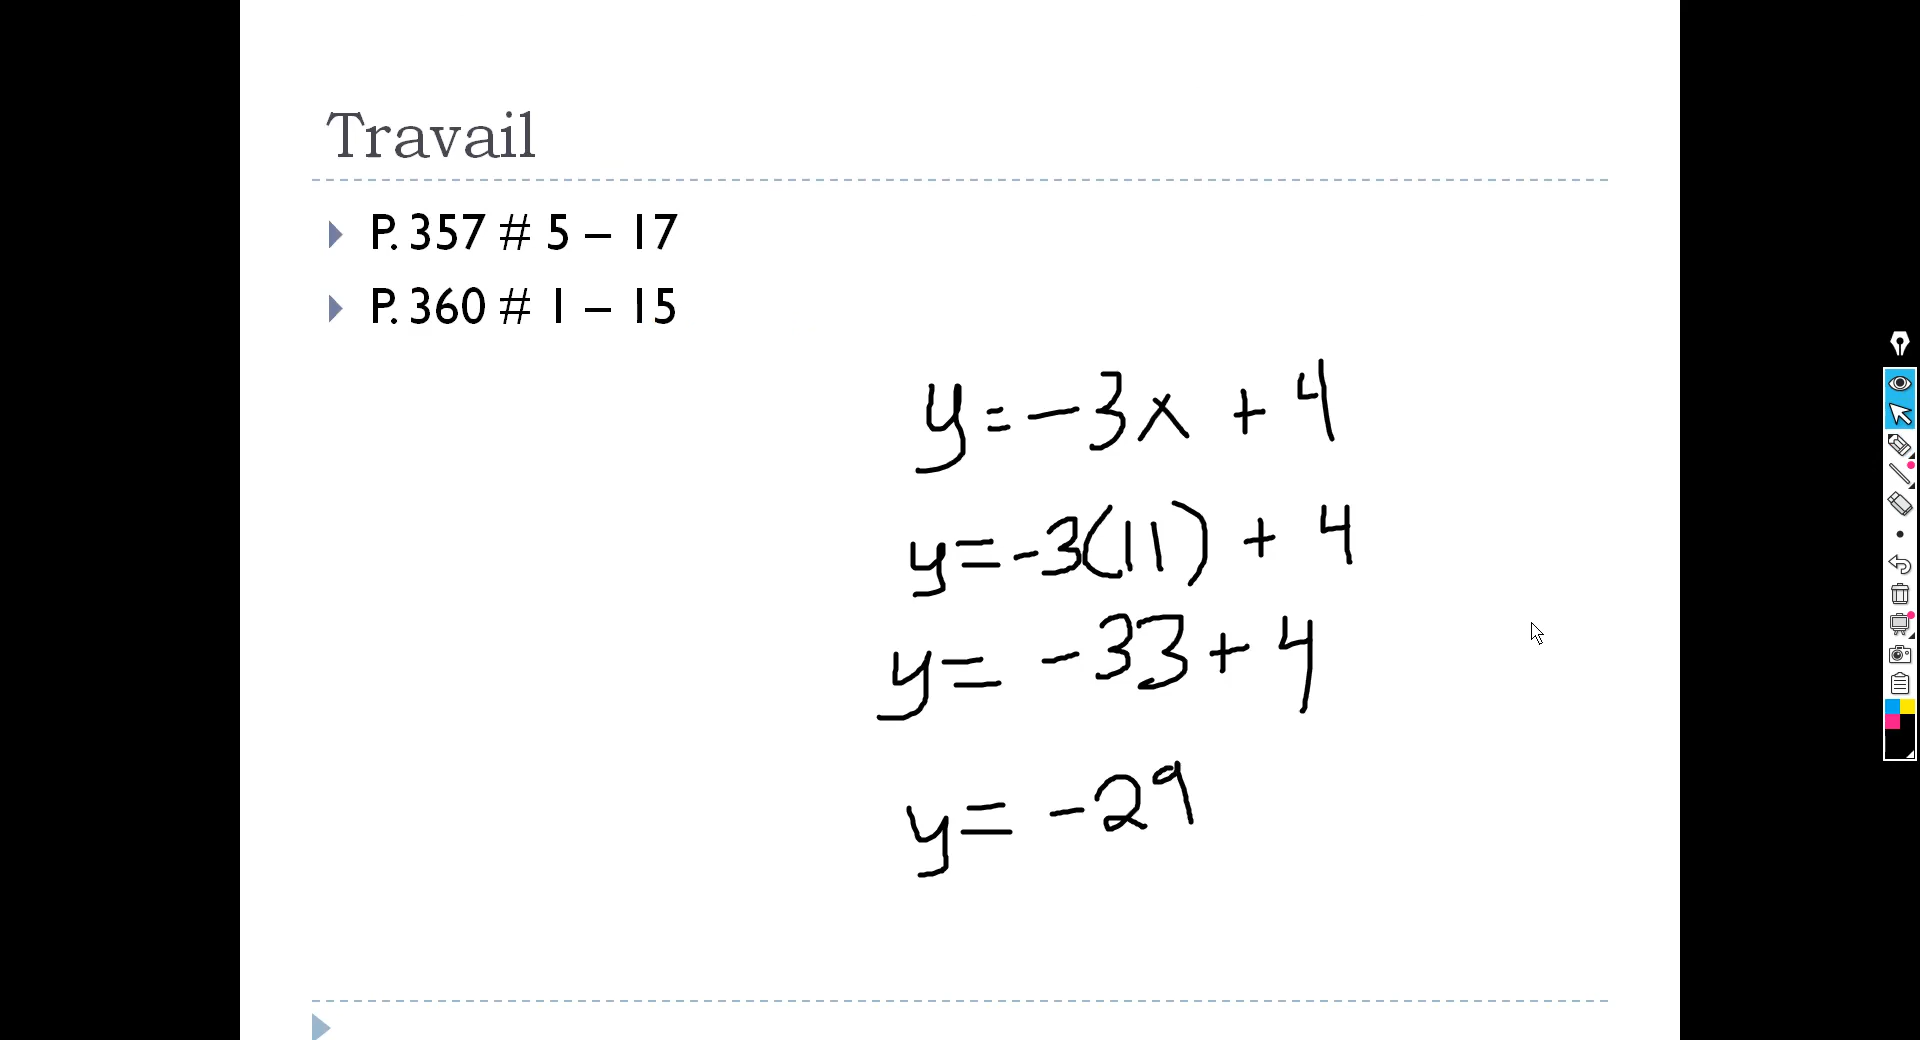 Travail
P. 357 # 5 – 17
P. 360 # 1 – 15
y = -3x + 4
y = -3(11) + 4
y = -33 + 4
y = -29